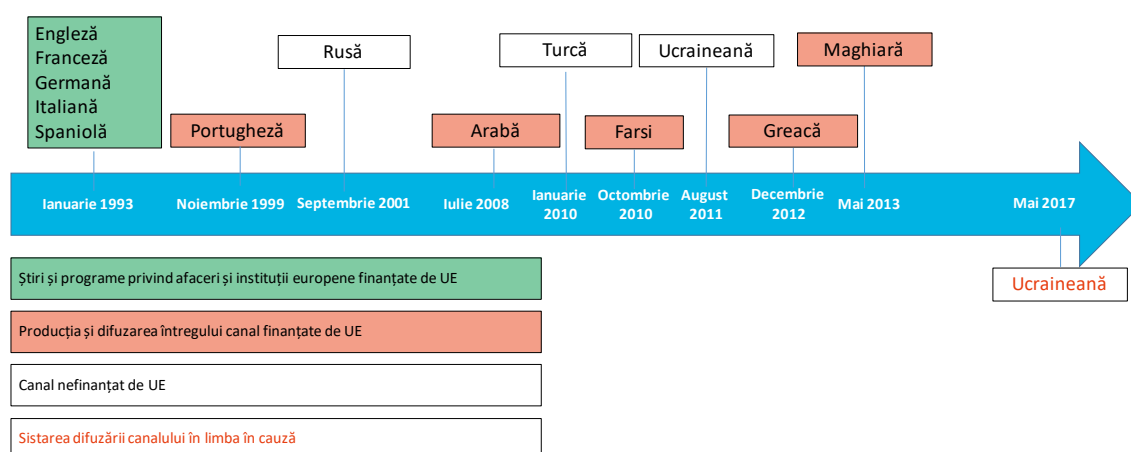 Engleză
Franceză
Germană
Italiană
Spaniolă
Rusă
Turcă
Ucraineană
Maghiară
Portugheză
Arabă
Farsi
Greacă
Ianuarie 1993
Noiembrie 1999
Septembrie 2001
Iulie 2008
Ianuarie
2010
Octombrie
2010
August
2011
Decembrie
2012
Mai 2013
Mai 2017
Ucraineană
Știri și programe privind afaceri și instituții europene finanțate de UE
Producția și difuzarea întregului canal finanțate de UE
Canal nefinanțat de UE
Sistarea difuzării canalului în limba în cauză